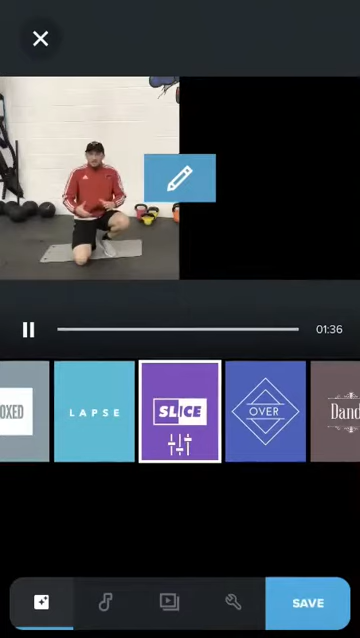 01:36
OXED
LAPSE
SLICE
OVER
Dand
SAVE